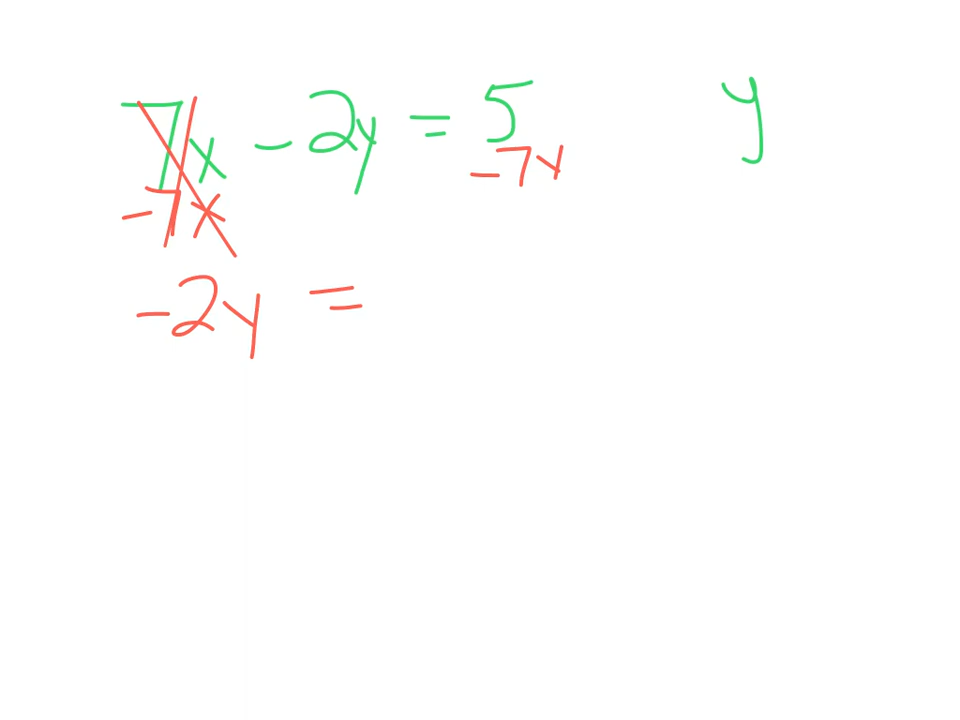 7x - 2y = 5 y
-7x -7x
-2y =